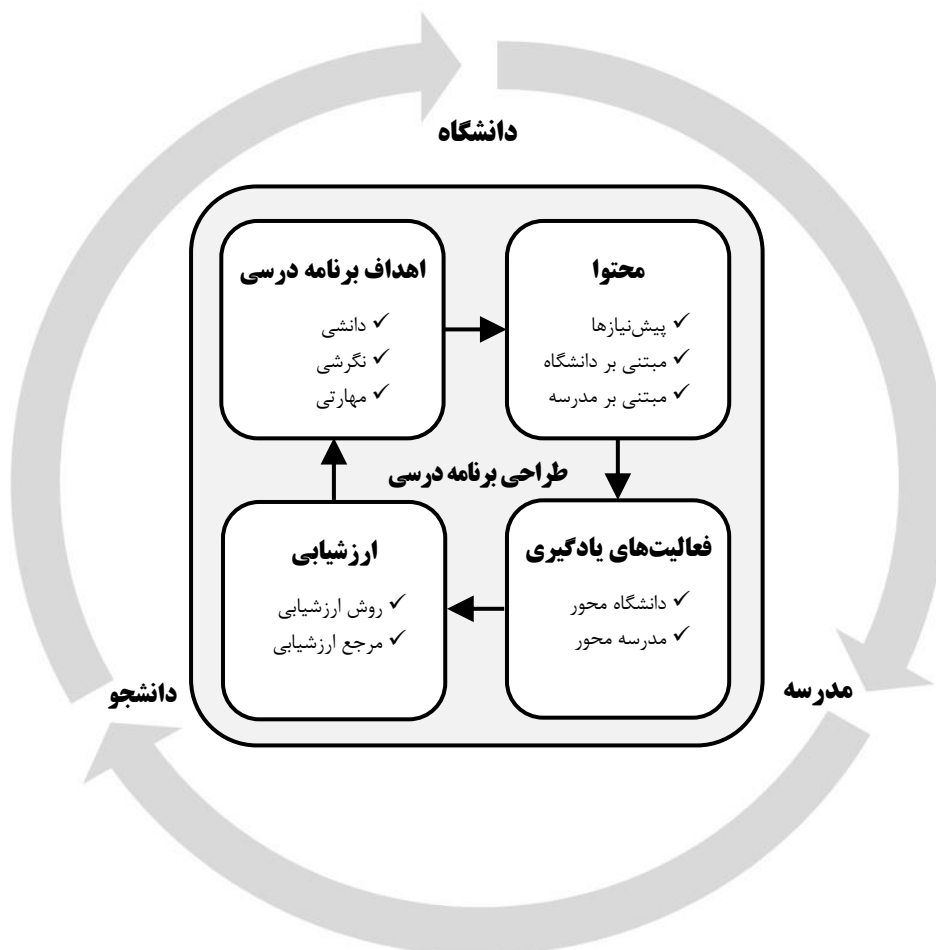 دانشگاه
اهداف برنامه درسی
✓ دانشی
✓ نگرشی
✓ مهارتی
محتوا
✓ پیش‌نیازها
✓ مبتنی بر دانشگاه
✓ مبتنی بر مدرسه
طراحی برنامه درسی
فعالیت‌های یادگیری
✓ دانشگاه محور
✓ مدرسه محور
ارزشیابی
✓ روش ارزشیابی
✓ مرجع ارزشیابی
مدرسه
دانشجو